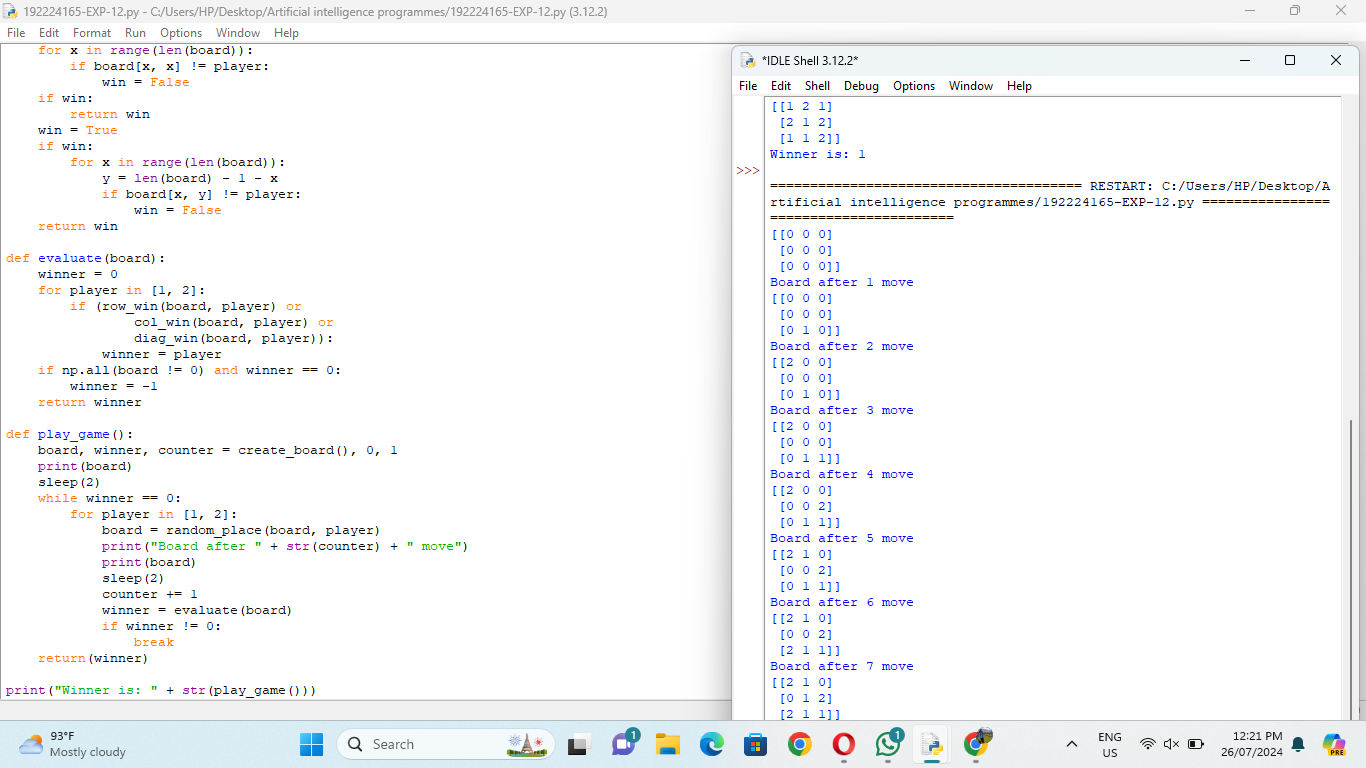 192224165-EXP-12.py - C:/Users/HP/Desktop/Artificial intelligence programmes/192224165-EXP-12.py (3.12.2)
File Edit Format Run Options Window Help
for x in range(len(board)):
if board[x, x] != player:
win = False
if win:
return win
win = True
if win:
for x in range(len(board)):
y = len(board) - 1 - x
if board[x, y] != player:
win = False
return win
def evaluate(board):
winner = 0
for player in [1, 2]:
if (row_win(board, player) or
col_win(board, player) or
diag_win(board, player)):
winner = player
if np.all(board != 0) and winner == 0:
winner = -1
return winner
def play_game():
board, winner, counter = create_board(), 0, 1
print(board)
sleep(2)
while winner == 0:
for player in [1, 2]:
board = random_place(board, player)
print("Board after " + str(counter) + " move")
print(board)
sleep(2)
counter += 1
winner = evaluate(board)
if winner != 0:
break
return(winner)
print("Winner is: " + str(play_game()))
*IDLE Shell 3.12.2*
File Edit Shell Debug Options Window Help
[[1 2 1]
[2 1 2]
[1 1 2]]
Winner is: 1
>>>
======================================= RESTART: C:/Users/HP/Desktop/A
rtificial intelligence programmes/192224165-EXP-12.py ================
=======================
[[0 0 0]
[0 0 0]
[0 0 0]]
Board after 1 move
[[0 0 0]
[0 0 0]
[0 1 0]]
Board after 2 move
[[2 0 0]
[0 0 0]
[0 1 0]]
Board after 3 move
[[2 0 0]
[0 0 0]
[0 1 1]]
Board after 4 move
[[2 0 0]
[0 0 2]
[0 1 1]]
Board after 5 move
[[2 1 0]
[0 0 2]
[0 1 1]]
Board after 6 move
[[2 1 0]
[0 0 2]
[2 1 1]]
Board after 7 move
[[2 1 0]
[0 1 2]
[2 1 1]]
93°F
Mostly cloudy
Search
1
1
ENG
US
12:21 PM
26/07/2024
PRE